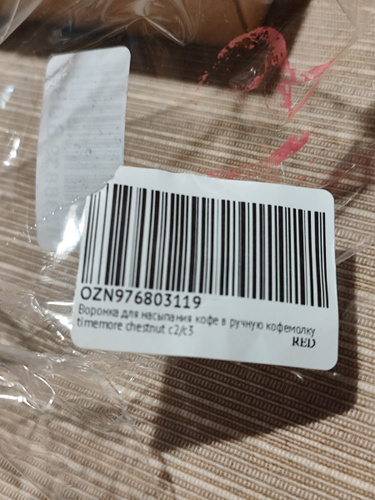 OZN976803119
Воронка для насыпания кофе в ручную кофемолку
timemore chestnut c2/c3
RED